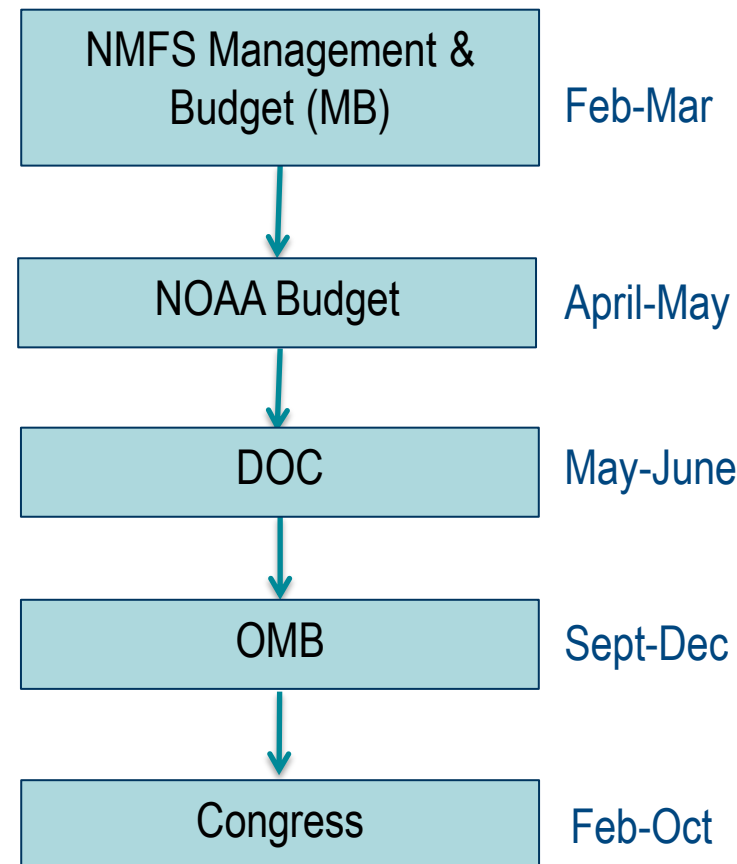 NMFS Management &
Budget (MB)
Feb-Mar
NOAA Budget
April-May
DOC
May-June
OMB
Sept-Dec
Congress
Feb-Oct